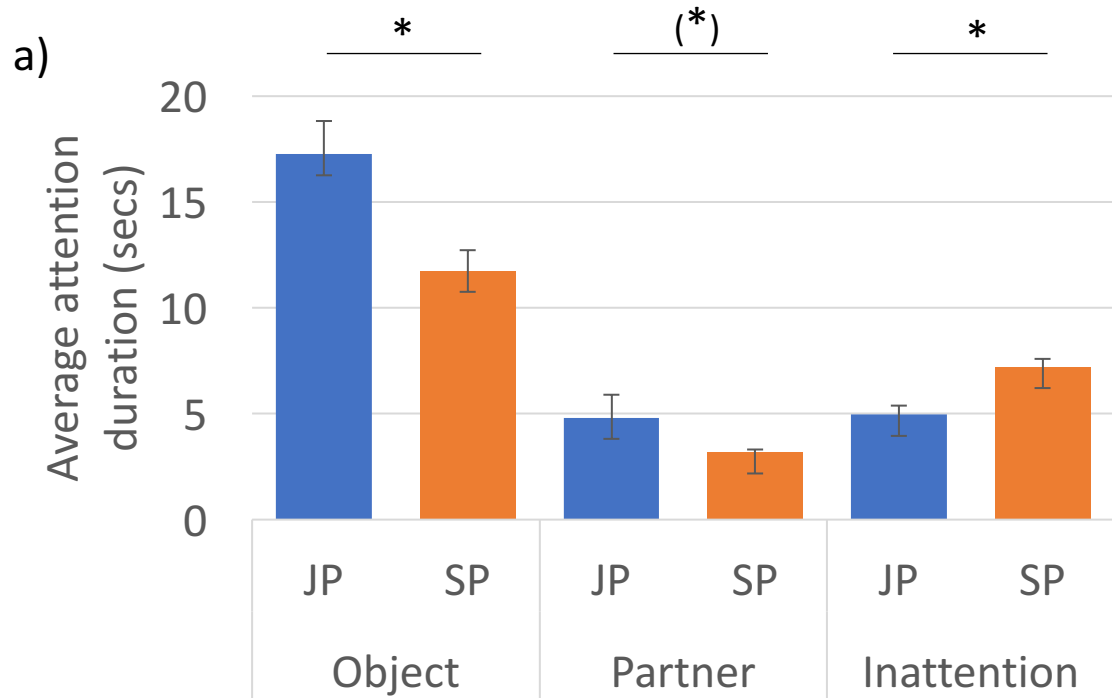 a)
* (*) *
Average attention
duration (secs)
20
15
10
5
0
JP SP JP SP JP SP
Object Partner Inattention